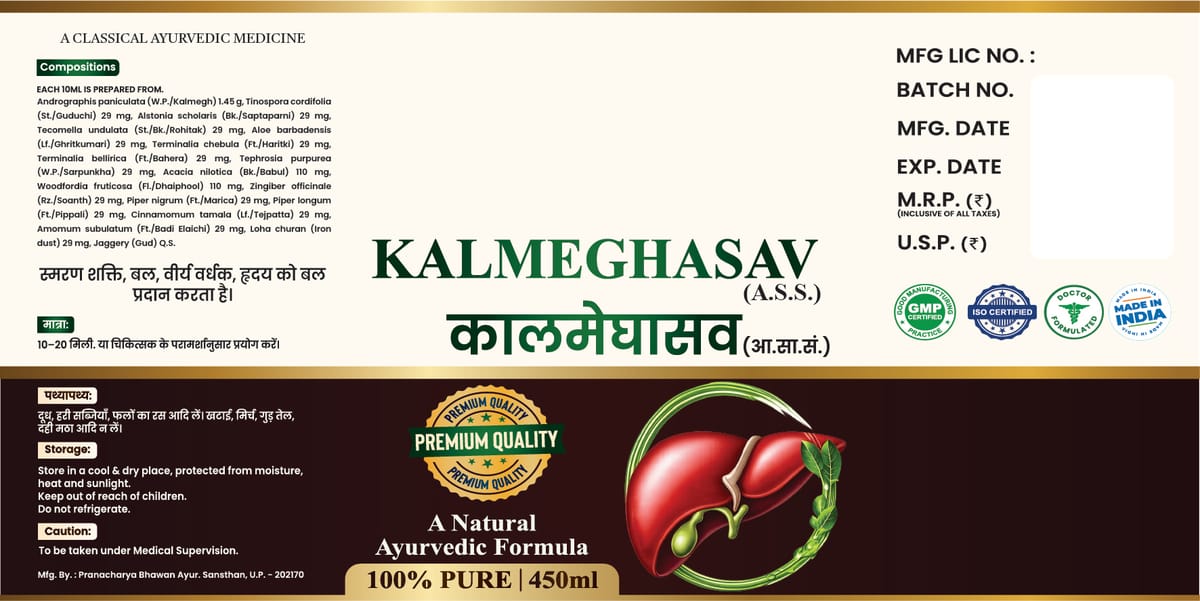 A CLASSICAL AYURVEDIC MEDICINE
Compositions
EACH 10ML IS PREPARED FROM.
Andrographis paniculata (W.P./Kalmegh) 1.45 g, Tinospora cordifolia
(St./Guduchi) 29 mg, Alstonia scholaris (Bk./Saptaparni) 29 mg,
Tecomella undulata (St./Bk./Rohitak) 29 mg, Aloe barbadensis
(Lf./Ghritkumari) 29 mg, Terminalia chebula (Ft./Haritki) 29 mg,
Terminalia bellirica (Ft./Bahera) 29 mg, Tephrosia purpurea
(W.P./Sarpunkha) 29 mg, Acacia nilotica (Bk./Babul) 110 mg,
Woodfordia fruticosa (Fl./Dhaiphool) 110 mg, Zingiber officinale
(Rz./Soanth) 29 mg, Piper nigrum (Ft./Marica) 29 mg, Piper longum
(Ft./Pippali) 29 mg, Cinnamomum tamala (Lf./Tejpatta) 29 mg,
Amomum subulatum (Ft./Badi Elaichi) 29 mg, Loha churan (Iron
dust) 29 mg, Jaggery (Gud) Q.S.
स्मरण शक्ति, बल, वीर्य वर्धक, हृदय को बल
प्रदान करता है।
मात्रा:
10–20 मिली. या चिकित्सक के परामर्शानुसार प्रयोग करें।
पथ्यापथ्य:
दूध, हरी सब्जियाँ, फलों का रस आदि लें। खटाई, मिर्च, गुड़ तेल,
दही मठा आदि न लें।
Storage:
Store in a cool & dry place, protected from moisture,
heat and sunlight.
Keep out of reach of children.
Do not refrigerate.
Caution:
To be taken under Medical Supervision.
Mfg. By. : Pranacharya Bhawan Ayur. Sansthan, U.P. - 202170
KALMEGHASAV
(A.S.S.)
कालमेघासव (आ.सा.सं.)
PREMIUM QUALITY
PREMIUM QUALITY
PREMIUM QUALITY
A Natural
Ayurvedic Formula
100% PURE | 450ml
MFG LIC NO. :
BATCH NO.
MFG. DATE
EXP. DATE
M.R.P. (₹)
(INCLUSIVE OF ALL TAXES)
U.S.P. (₹)
GOOD MANUFACTURING
GMP
CERTIFIED
PRACTICE
ISO CERTIFIED
DOCTOR
FORMULATED
MADE IN INDIA
MADE IN
INDIA